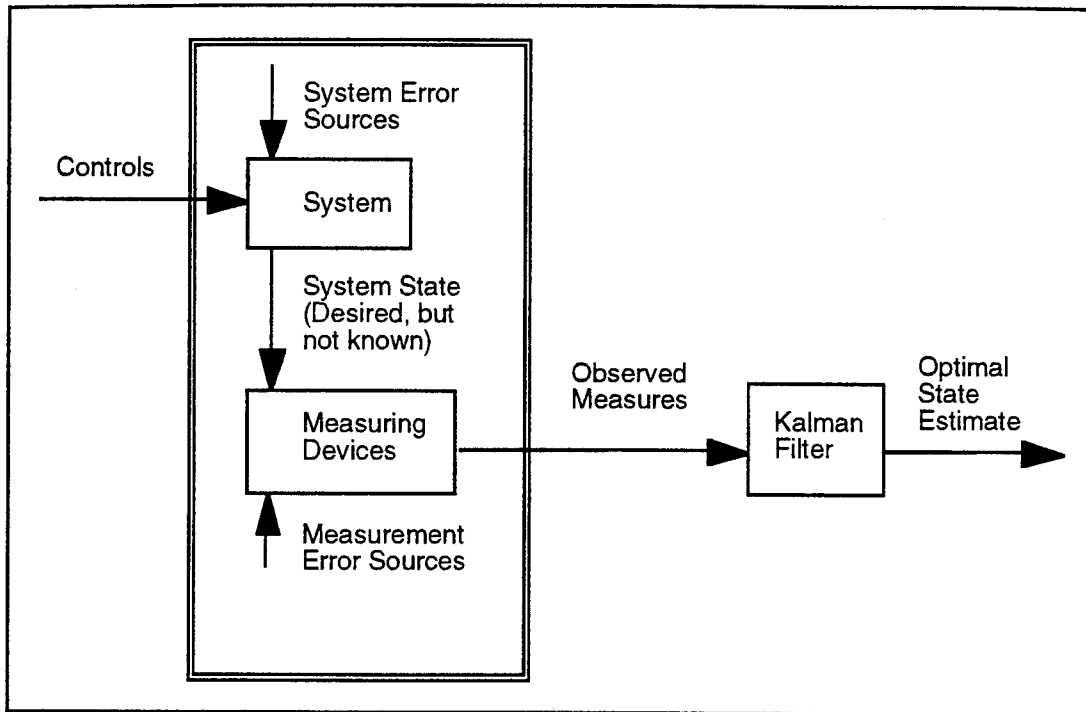 System Error
Sources
Controls
System
System State
(Desired, but
not known)
Measuring
Devices
Measurement
Error Sources
Observed
Measures
Kalman
Filter
Optimal
State
Estimate